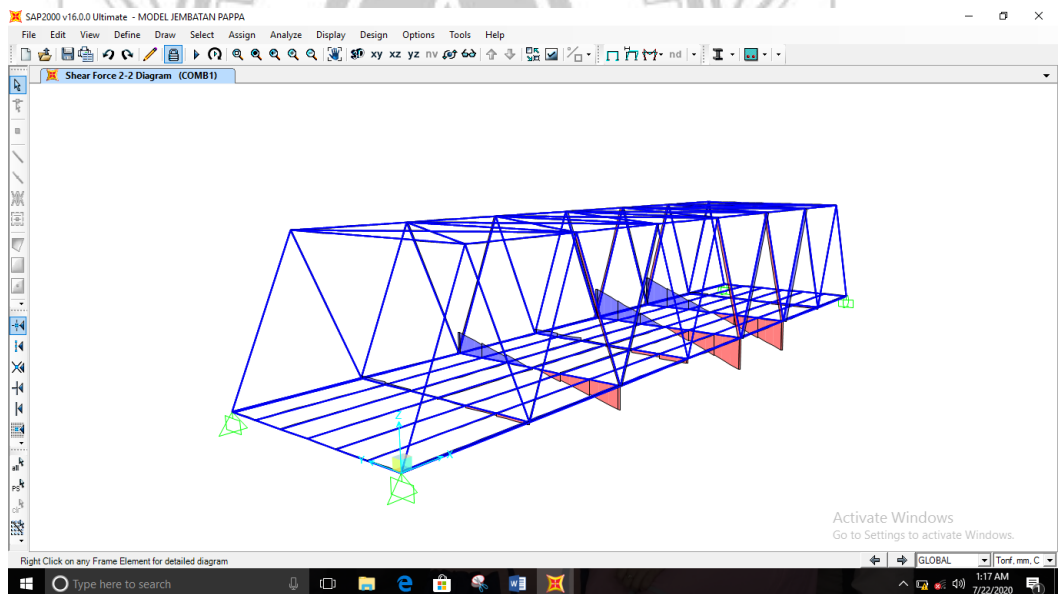 SAP2000 v16.0.0 Ultimate - MODEL JEMBATAN PAPPA
File Edit View Define Draw Select Assign Analyze Display Design Options Tools Help
xy xz yz nv nd
Shear Force 2-2 Diagram (COMB1)
all
PS
clr
Z
Activate Windows
Go to Settings to activate Windows.
Right Click on any Frame Element for detailed diagram
GLOBAL
Tonf, mm, C
Type here to search
1:17 AM
7/22/2020